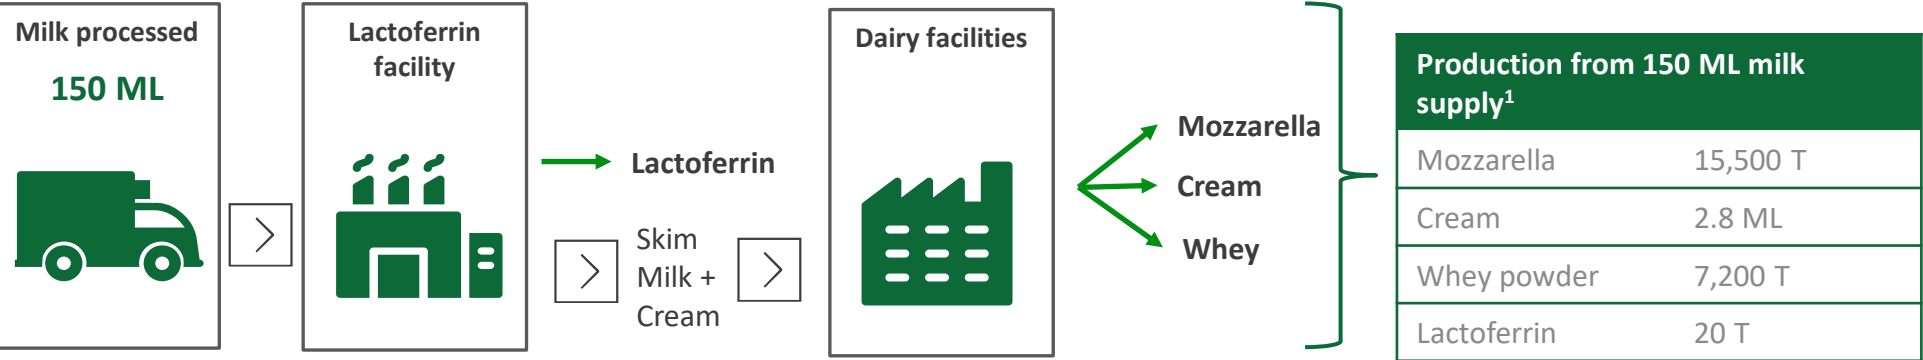 Milk processed
150 ML
Lactoferrin
facility
Lactoferrin
Skim
Milk +
Cream
Dairy facilities
Mozzarella
Cream
Whey
Production from 150 ML milk
supply¹
Mozzarella 15,500 T
Cream 2.8 ML
Whey powder 7,200 T
Lactoferrin 20 T